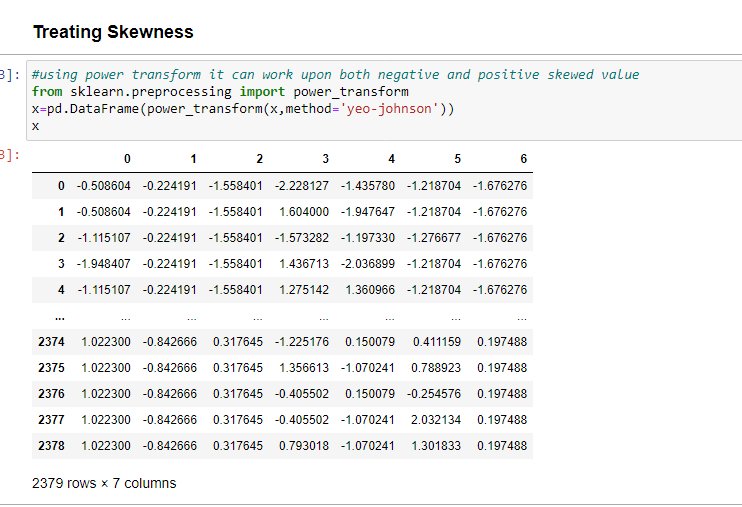 Treating Skewness
3]: #using power transform it can work upon both negative and positive skewed value
from sklearn.preprocessing import power_transform
x=pd.DataFrame(power_transform(x,method='yeo-johnson'))
x
3]:
0 1 2 3 4 5 6
0 -0.508604 -0.224191 -1.558401 -2.228127 -1.435780 -1.218704 -1.676276
1 -0.508604 -0.224191 -1.558401 1.604000 -1.947647 -1.218704 -1.676276
2 -1.115107 -0.224191 -1.558401 -1.573282 -1.197330 -1.276677 -1.676276
3 -1.948407 -0.224191 -1.558401 1.436713 -2.036899 -1.218704 -1.676276
4 -1.115107 -0.224191 -1.558401 1.275142 1.360966 -1.218704 -1.676276
... ... ... ... ... ... ... ...
2374 1.022300 -0.842666 0.317645 -1.225176 0.150079 0.411159 0.197488
2375 1.022300 -0.842666 0.317645 1.356613 -1.070241 0.788923 0.197488
2376 1.022300 -0.842666 0.317645 -0.405502 0.150079 -0.254576 0.197488
2377 1.022300 -0.842666 0.317645 -0.405502 -1.070241 2.032134 0.197488
2378 1.022300 -0.842666 0.317645 0.793018 -1.070241 1.301833 0.197488
2379 rows × 7 columns